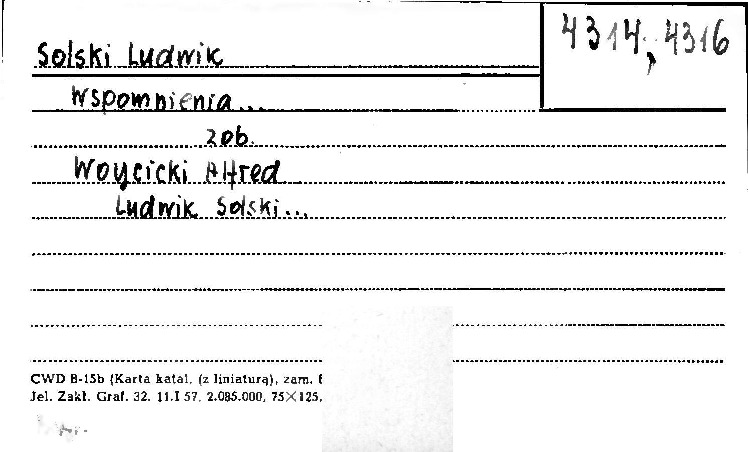 4314, 4316
Solski Ludwik
Wspomnienia...
zob.
Woycicki Alfred
Ludwik Solski...
CWD B-15b (Karta katal. (z liniaturą), zam.
Jel. Zakł. Graf. 32. 11.I 57. 2.085.000, 75×125,